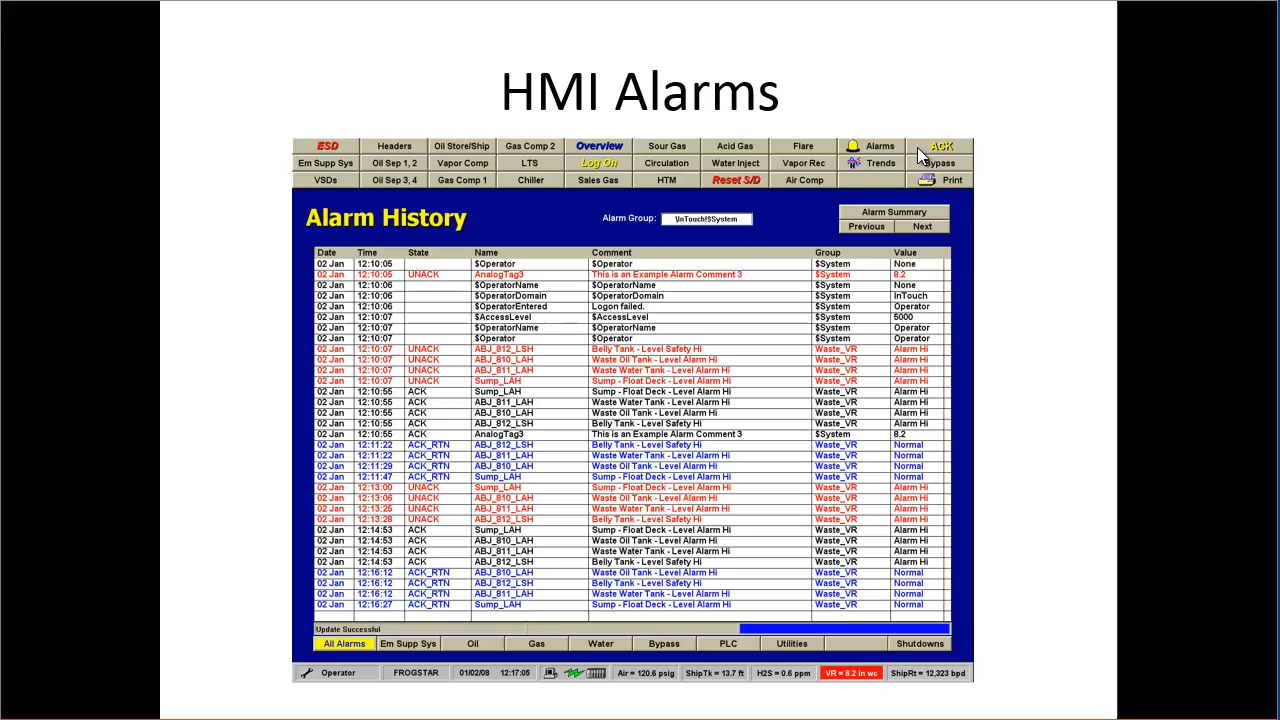 HMI Alarms
ESD Headers Oil Store/Ship Gas Comp 2 Overview Sour Gas Acid Gas Flare Alarms ACK
Em Supp Sys Oil Sep 1, 2 Vapor Comp LTS Log On Circulation Water Inject Vapor Rec Trends Bypass
VSDs Oil Sep 3, 4 Gas Comp 1 Chiller Sales Gas HTM Reset S/D Air Comp Print
Alarm History Alarm Group: \InTouch!$System Alarm Summary
Previous Next
Date Time State Name Comment Group Value
02 Jan 12:10:05 $Operator $Operator $System None
02 Jan 12:10:05 UNACK AnalogTag3 This is an Example Alarm Comment 3 $System 8.2
02 Jan 12:10:06 $OperatorName $OperatorName $System None
02 Jan 12:10:06 $OperatorDomain $OperatorDomain $System InTouch
02 Jan 12:10:06 $OperatorEntered Logon failed. $System Operator
02 Jan 12:10:07 $AccessLevel $AccessLevel $System 5000
02 Jan 12:10:07 $OperatorName $OperatorName $System Operator
02 Jan 12:10:07 $Operator $Operator $System Operator
02 Jan 12:10:07 UNACK ABJ_812_LSH Belly Tank - Level Safety Hi Waste_VR Alarm Hi
02 Jan 12:10:07 UNACK ABJ_810_LAH Waste Oil Tank - Level Alarm Hi Waste_VR Alarm Hi
02 Jan 12:10:07 UNACK ABJ_811_LAH Waste Water Tank - Level Alarm Hi Waste_VR Alarm Hi
02 Jan 12:10:07 UNACK Sump_LAH Sump - Float Deck - Level Alarm Hi Waste_VR Alarm Hi
02 Jan 12:10:55 ACK Sump_LAH Sump - Float Deck - Level Alarm Hi Waste_VR Alarm Hi
02 Jan 12:10:55 ACK ABJ_811_LAH Waste Water Tank - Level Alarm Hi Waste_VR Alarm Hi
02 Jan 12:10:55 ACK ABJ_810_LAH Waste Oil Tank - Level Alarm Hi Waste_VR Alarm Hi
02 Jan 12:10:55 ACK ABJ_812_LSH Belly Tank - Level Safety Hi Waste_VR Alarm Hi
02 Jan 12:10:55 ACK AnalogTag3 This is an Example Alarm Comment 3 $System 8.2
02 Jan 12:11:22 ACK_RTN ABJ_812_LSH Belly Tank - Level Safety Hi Waste_VR Normal
02 Jan 12:11:22 ACK_RTN ABJ_811_LAH Waste Water Tank - Level Alarm Hi Waste_VR Normal
02 Jan 12:11:29 ACK_RTN ABJ_810_LAH Waste Oil Tank - Level Alarm Hi Waste_VR Normal
02 Jan 12:11:47 ACK_RTN Sump_LAH Sump - Float Deck - Level Alarm Hi Waste_VR Normal
02 Jan 12:13:00 UNACK Sump_LAH Sump - Float Deck - Level Alarm Hi Waste_VR Alarm Hi
02 Jan 12:13:06 UNACK ABJ_810_LAH Waste Oil Tank - Level Alarm Hi Waste_VR Alarm Hi
02 Jan 12:13:25 UNACK ABJ_811_LAH Waste Water Tank - Level Alarm Hi Waste_VR Alarm Hi
02 Jan 12:13:28 UNACK ABJ_812_LSH Belly Tank - Level Safety Hi Waste_VR Alarm Hi
02 Jan 12:14:53 ACK Sump_LAH Sump - Float Deck - Level Alarm Hi Waste_VR Alarm Hi
02 Jan 12:14:53 ACK ABJ_810_LAH Waste Oil Tank - Level Alarm Hi Waste_VR Alarm Hi
02 Jan 12:14:53 ACK ABJ_811_LAH Waste Water Tank - Level Alarm Hi Waste_VR Alarm Hi
02 Jan 12:14:53 ACK ABJ_812_LSH Belly Tank - Level Safety Hi Waste_VR Alarm Hi
02 Jan 12:16:12 ACK_RTN ABJ_810_LAH Waste Oil Tank - Level Alarm Hi Waste_VR Normal
02 Jan 12:16:12 ACK_RTN ABJ_812_LSH Belly Tank - Level Safety Hi Waste_VR Normal
02 Jan 12:16:12 ACK_RTN ABJ_811_LAH Waste Water Tank - Level Alarm Hi Waste_VR Normal
02 Jan 12:16:27 ACK_RTN Sump_LAH Sump - Float Deck - Level Alarm Hi Waste_VR Normal
Update Successful
All Alarms Em Supp Sys Oil Gas Water Bypass PLC Utilities Shutdowns
Operator FROGSTAR 01/02/08 12:17:05 Air = 120.6 psig ShipTk = 13.7 ft H2S = 0.6 ppm VR = 8.2 in wc ShipRt = 12,323 bpd